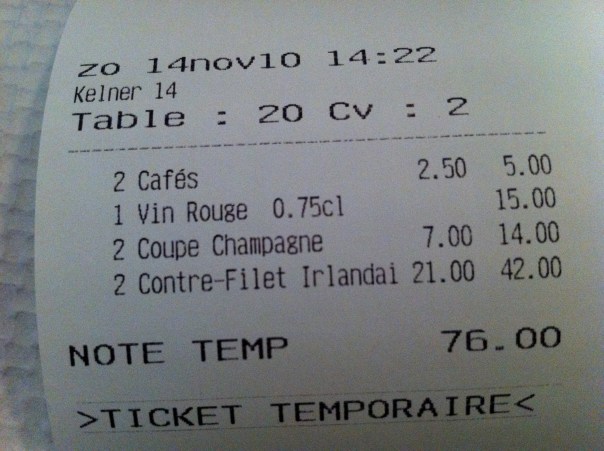 zo 14nov10 14:22
Kelner 14
Table : 20 Cv : 2
2 Cafés 2.50 5.00
1 Vin Rouge 0.75cl 15.00
2 Coupe Champagne 7.00 14.00
2 Contre-Filet Irlandai 21.00 42.00
NOTE TEMP 76.00
>TICKET TEMPORAIRE<